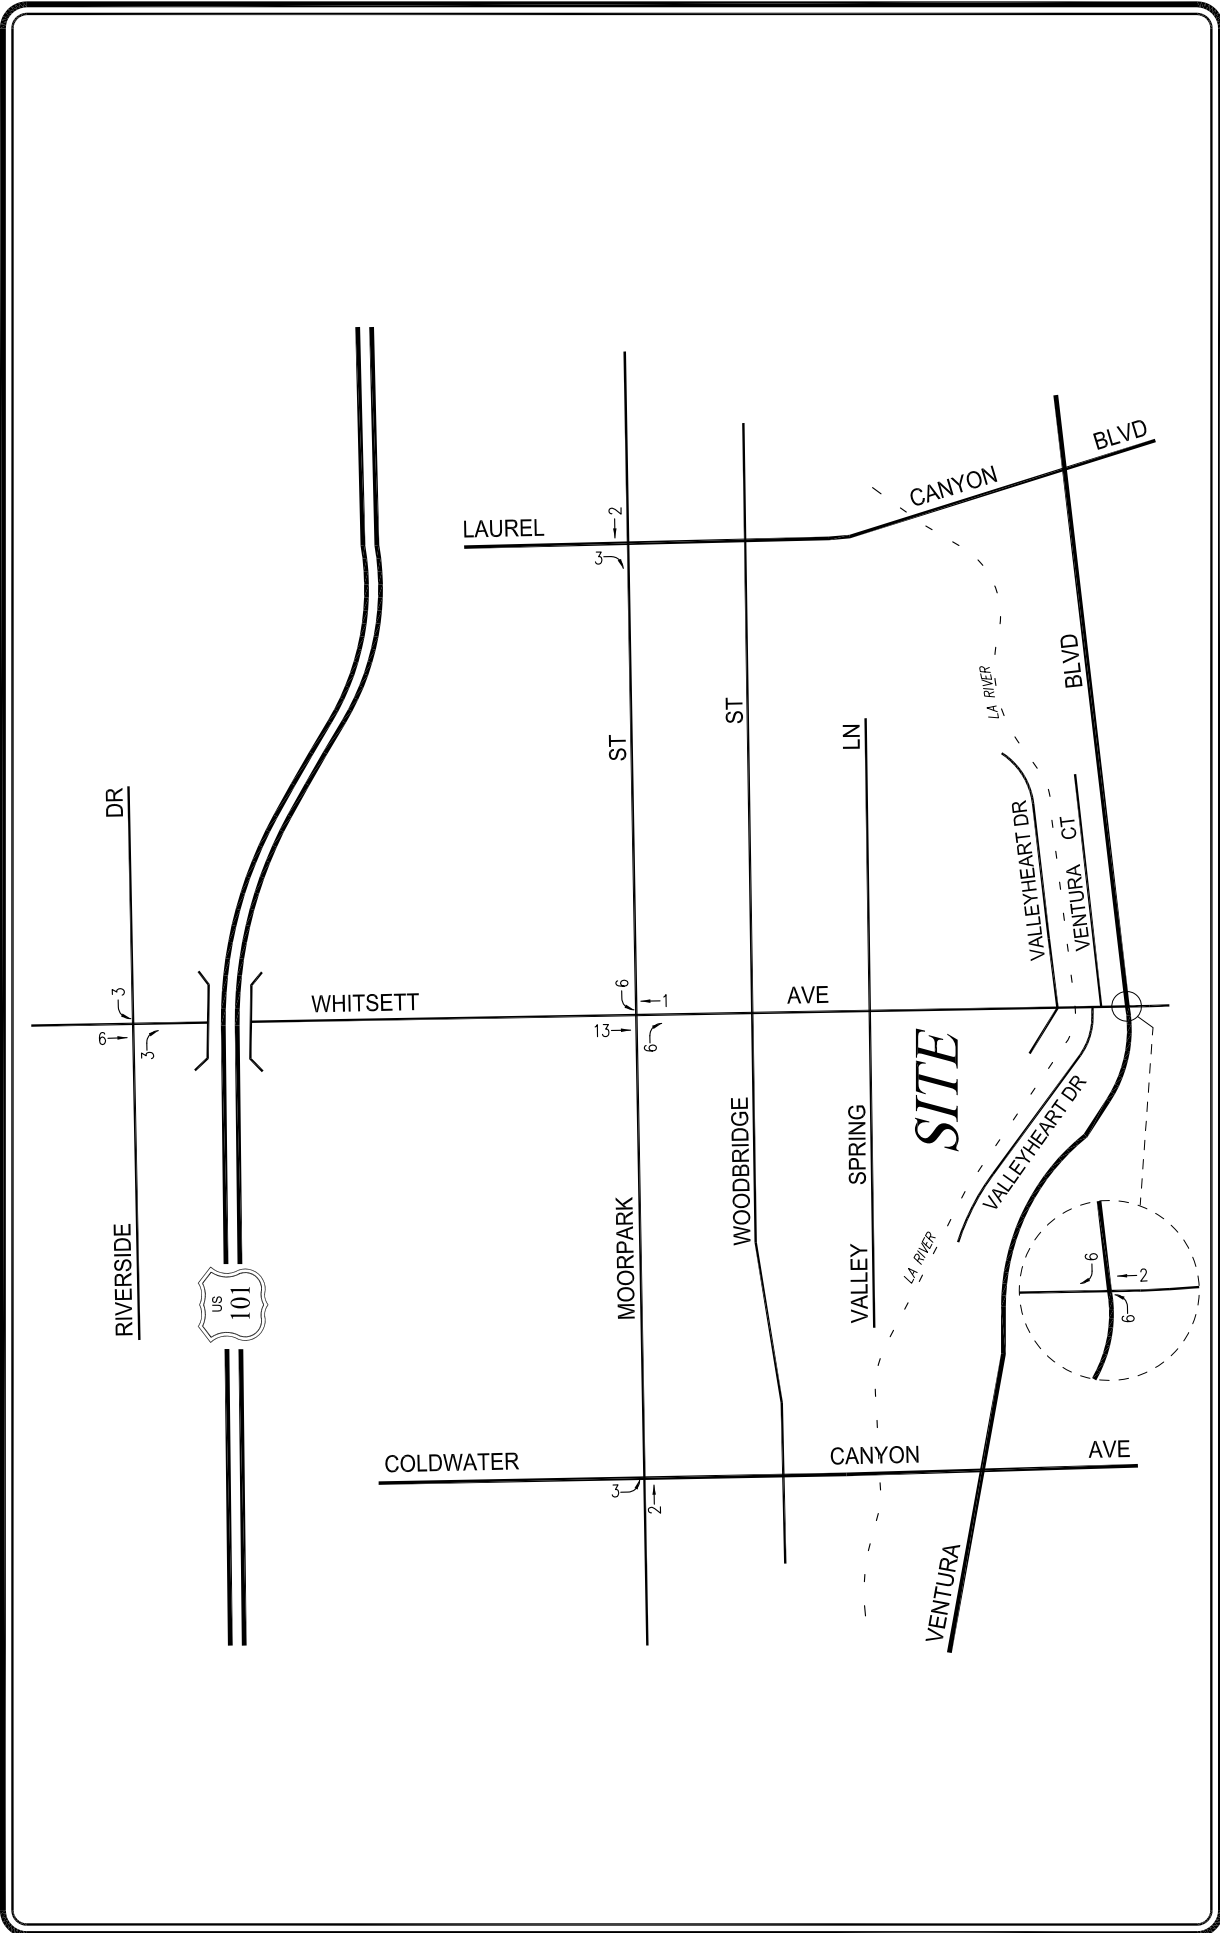 BLVD
CANYON
LAUREL
2
3
BLVD
LA RIVER
ST
ST
LN
DR
VALLEYHEART DR
VENTURA CT
3
6
3
WHITSETT
AVE
6
1
13
6
SITE
VALLEYHEART DR
WOODBRIDGE
SPRING
VALLEY
MOORPARK
RIVERSIDE
US
101
LA RIVER
6
2
6
COLDWATER
CANYON
AVE
3
2
VENTURA